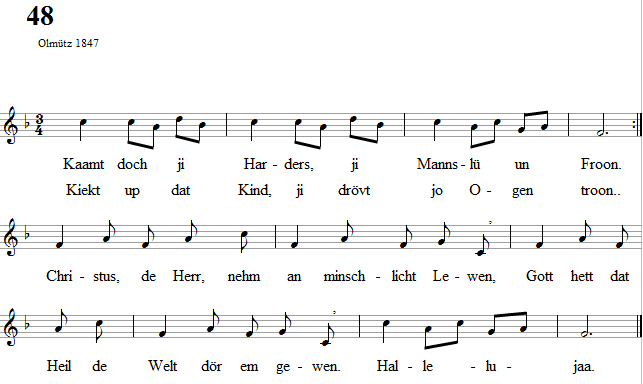 48
Olmütz 1847
Kaamt doch ji Har - ders, ji Manns - lü un Froon.
Kiekt up dat Kind, ji drövt jo O - gen troon..
Chri - stus, de Herr, nehm an minsch - licht Le - wen, Gott hett dat
Heil de Welt dör em ge - wen. Hal - le - lu - jaa.